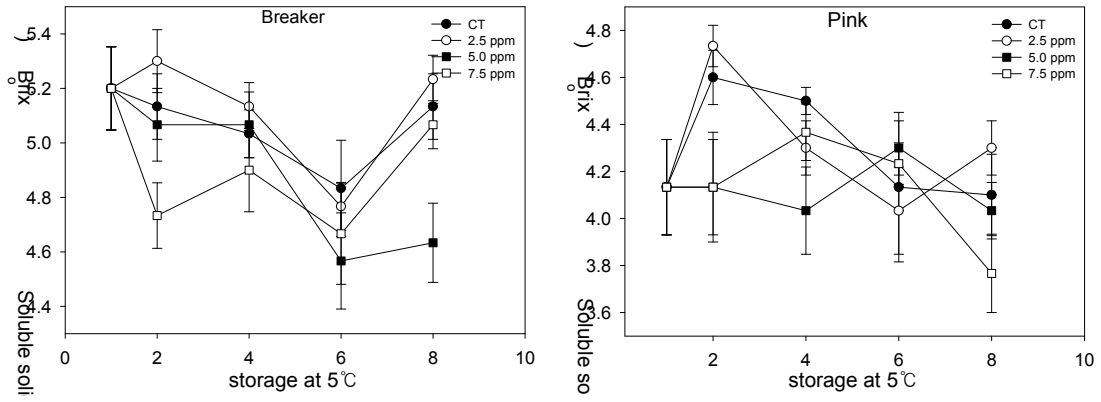 Breaker
CT
2.5 ppm
5.0 ppm
7.5 ppm
5.4
5.2
5.0
4.8
4.6
4.4
0
2
4
6
8
10
storage at 5℃
Soluble soli
oBrix )
Pink
CT
2.5 ppm
5.0 ppm
7.5 ppm
4.8
4.6
4.4
4.2
4.0
3.8
3.6
2
4
6
8
10
storage at 5℃
Soluble so
oBrix )